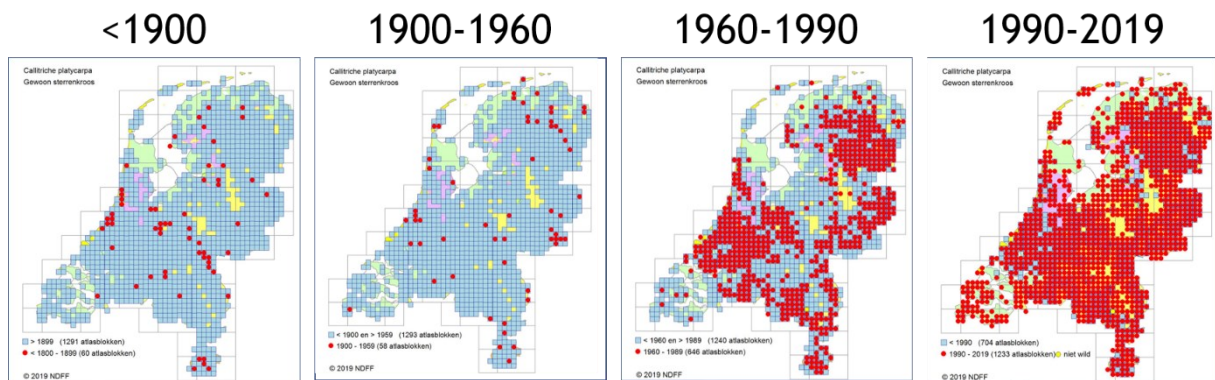 <1900
1900-1960
1960-1990
1990-2019
Callitriche platycarpa
Gewoon sterrenkroos
> 1899 (1291 atlasblokken)
< 1800 - 1899 (60 atlasblokken)
© 2019 NDFF
Callitriche platycarpa
Gewoon sterrenkroos
< 1900 en > 1959 (1293 atlasblokken)
1900 - 1959 (58 atlasblokken)
© 2019 NDFF
Callitriche platycarpa
Gewoon sterrenkroos
< 1960 en > 1989 (1240 atlasblokken)
1960 - 1989 (646 atlasblokken)
© 2019 NDFF
Callitriche platycarpa
Gewoon sterrenkroos
< 1990 (704 atlasblokken)
1990 - 2019 (1233 atlasblokken) niet wild
© 2019 NDFF